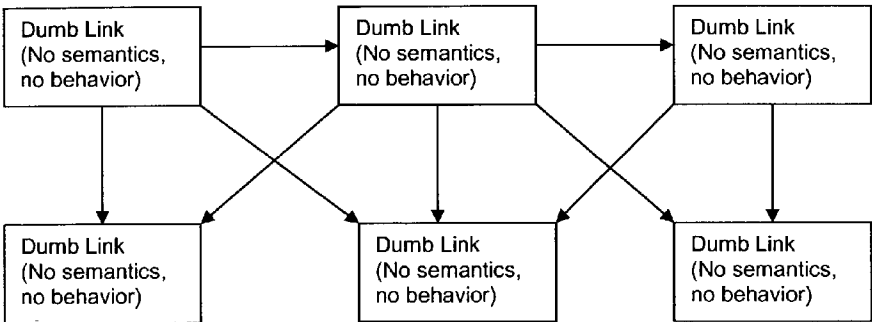 Dumb Link
(No semantics,
no behavior)
Dumb Link
(No semantics,
no behavior)
Dumb Link
(No semantics,
no behavior)
Dumb Link
(No semantics,
no behavior)
Dumb Link
(No semantics,
no behavior)
Dumb Link
(No semantics,
no behavior)